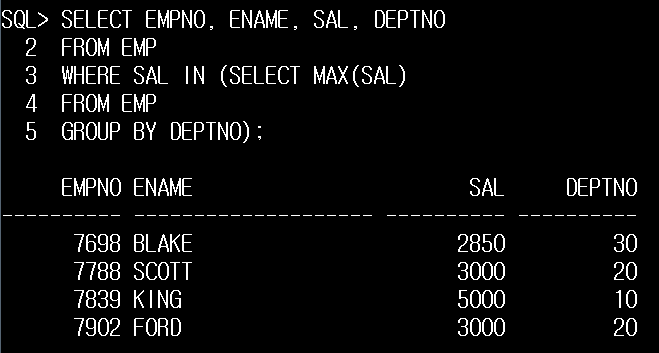 SQL> SELECT EMPNO, ENAME, SAL, DEPTNO
2 FROM EMP
3 WHERE SAL IN (SELECT MAX(SAL)
4 FROM EMP
5 GROUP BY DEPTNO);
EMPNO ENAME SAL DEPTNO
---------- -------------------- ---------- ----------
7698 BLAKE 2850 30
7788 SCOTT 3000 20
7839 KING 5000 10
7902 FORD 3000 20